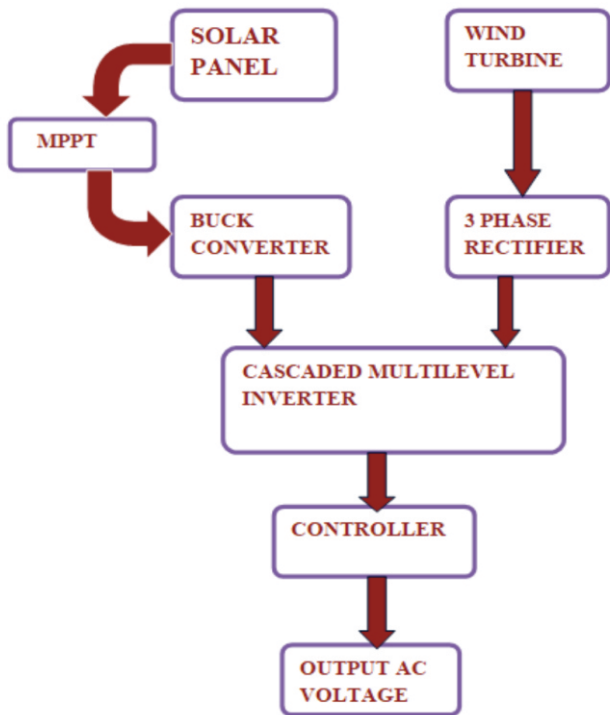 SOLAR
PANEL
WIND
TURBINE
MPPT
BUCK
CONVERTER
3 PHASE
RECTIFIER
CASCADED MULTILEVEL
INVERTER
CONTROLLER
OUTPUT AC
VOLTAGE